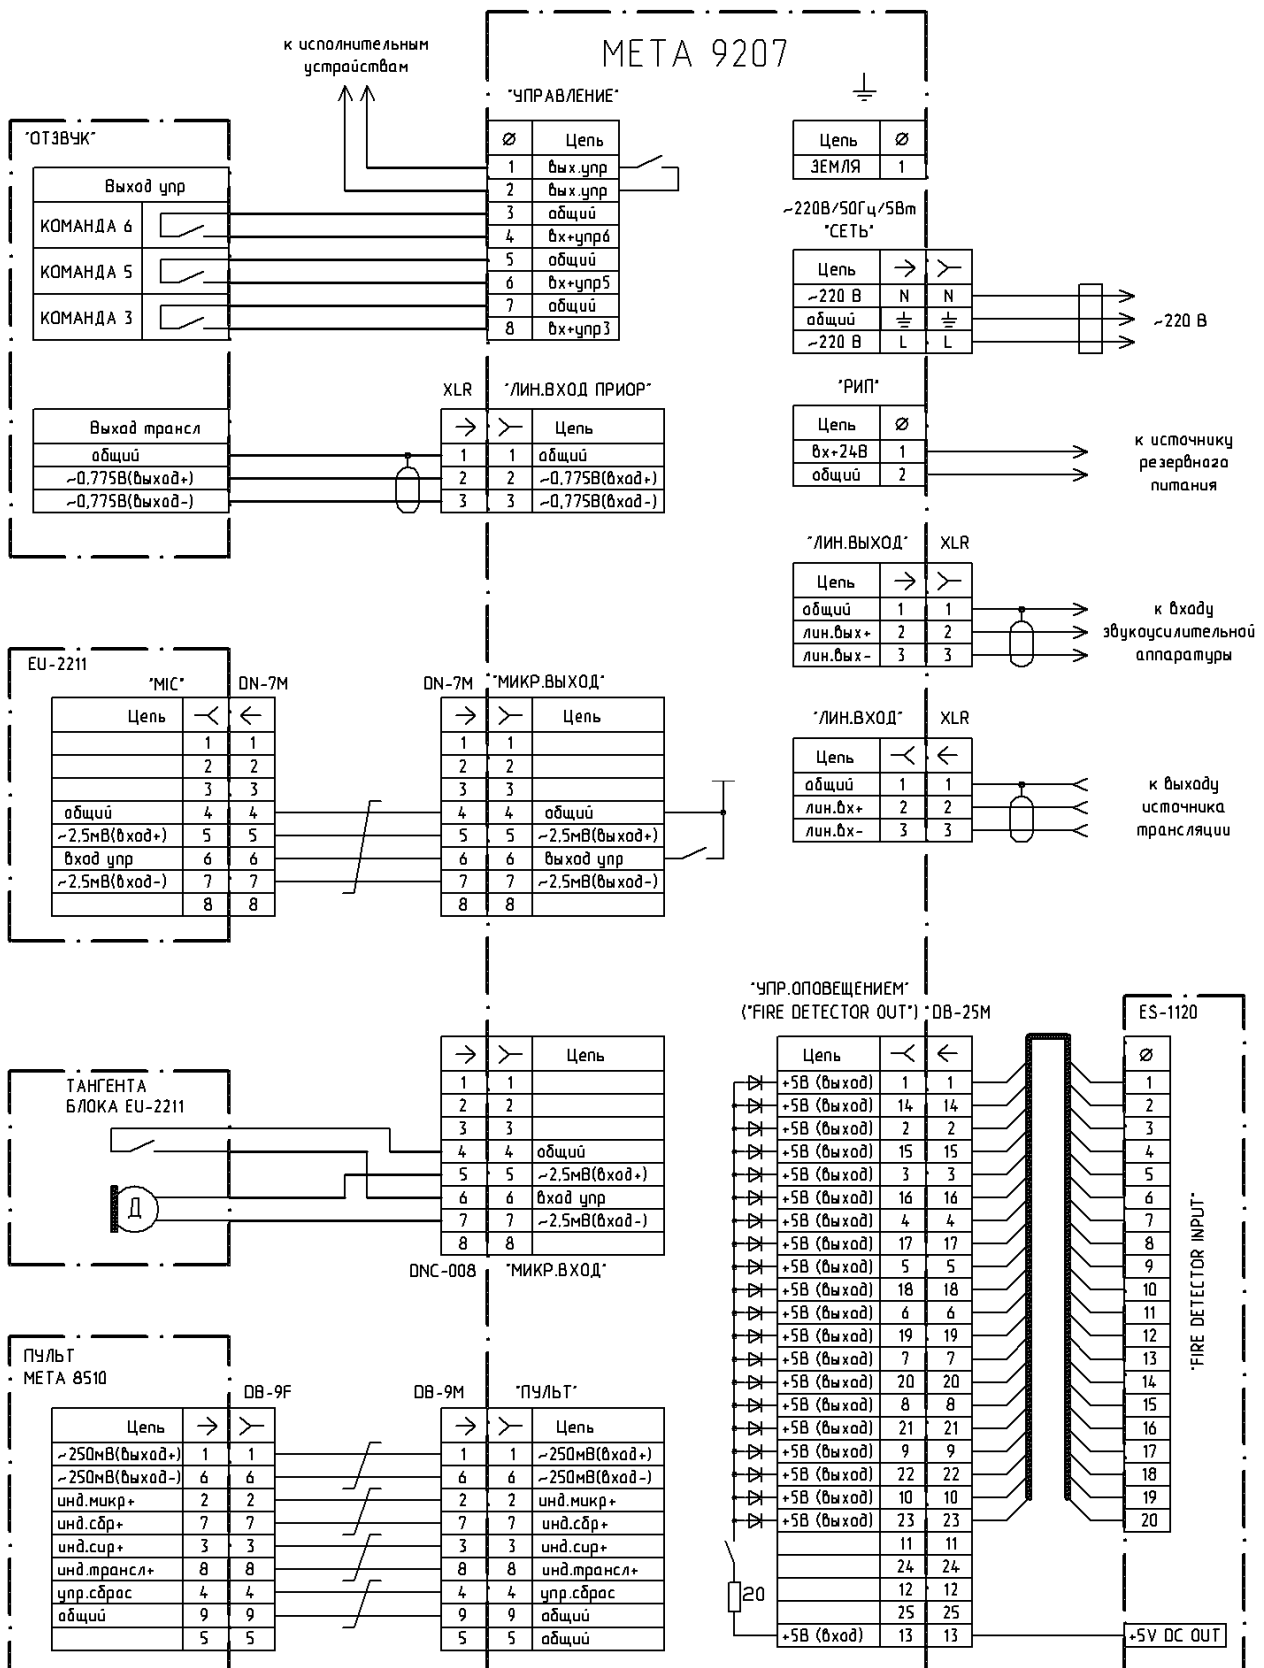 к исполнительным
устройствам
МЕТА 9207
"УПРАВЛЕНИЕ"
Ø Цепь
1 вых.упр
2 вых.упр
3 общий
4 вх+упр6
5 общий
6 вх+упр5
7 общий
8 вх+упр3
"ОТЗВУК"
Выход упр
КОМАНДА 6
КОМАНДА 5
КОМАНДА 3
Цепь Ø
ЗЕМЛЯ 1
~220В/50Гц/5Вт
"СЕТЬ"
Цепь
~220 В N N
общий
~220 В L L
~220 В
XLR "ЛИН.ВХОД ПРИОР"
Выход трансл
общий
~0,775В(выход+)
~0,775В(выход-)
Цепь
1 1 общий
2 2 ~0,775В(вход+)
3 3 ~0,775В(вход-)
"РИП"
Цепь Ø
вх+24В 1
общий 2
к источнику
резервного
питания
"ЛИН.ВЫХОД" XLR
Цепь
общий 1 1
лин.вых+ 2 2
лин.вых- 3 3
к входу
звукоусилительной
аппаратуры
EU-2211
"MIC" DN-7M
Цепь
1 1
2 2
3 3
общий 4 4
~2,5мВ(вход+) 5 5
вход упр 6 6
~2,5мВ(вход-) 7 7
8 8
DN-7M "МИКР.ВЫХОД"
Цепь
1 1
2 2
3 3
4 4 общий
5 5 ~2,5мВ(выход+)
6 6 выход упр
7 7 ~2,5мВ(выход-)
8 8
"ЛИН.ВХОД" XLR
Цепь
общий 1 1
лин.вх+ 2 2
лин.вх- 3 3
к выходу
источника
трансляции
ТАНГЕНТА
БЛОКА EU-2211
Д
Цепь
1 1
2 2
3 3
4 4 общий
5 5 ~2,5мВ(вход+)
6 6 вход упр
7 7 ~2,5мВ(вход-)
8 8
DNC-008 "МИКР.ВХОД"
"УПР.ОПОВЕЩЕНИЕМ"
("FIRE DETECTOR OUT") DB-25M
Цепь
+5В (выход) 1 1
+5В (выход) 14 14
+5В (выход) 2 2
+5В (выход) 15 15
+5В (выход) 3 3
+5В (выход) 16 16
+5В (выход) 4 4
+5В (выход) 17 17
+5В (выход) 5 5
+5В (выход) 18 18
+5В (выход) 6 6
+5В (выход) 19 19
+5В (выход) 7 7
+5В (выход) 20 20
+5В (выход) 8 8
+5В (выход) 21 21
+5В (выход) 9 9
+5В (выход) 22 22
+5В (выход) 10 10
+5В (выход) 23 23
11 11
24 24
12 12
25 25
+5В (вход) 13 13
20
ES-1120
Ø
1
2
3
4
5
6
7
8
9
10
11
12
13
14
15
16
17
18
19
20
"FIRE DETECTOR INPUT"
+5V DC OUT
ПУЛЬТ
МЕТА 8510
DB-9F
Цепь
~250мВ(выход+) 1 1
~250мВ(выход-) 6 6
инд.микр+ 2 2
инд.сбр+ 7 7
инд.сир+ 3 3
инд.трансл+ 8 8
упр.сброс 4 4
общий 9 9
5 5
DB-9M "ПУЛЬТ"
Цепь
1 1 ~250мВ(вход+)
6 6 ~250мВ(вход-)
2 2 инд.микр+
7 7 инд.сбр+
3 3 инд.сир+
8 8 инд.трансл+
4 4 упр.сброс
9 9 общий
5 5 общий